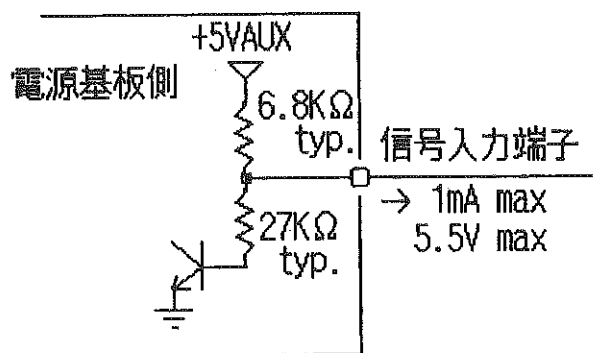 +5VAUX
電源基板側
6.8KΩ
typ.
信号入力端子
→ 1mA max
5.5V max
27KΩ
typ.